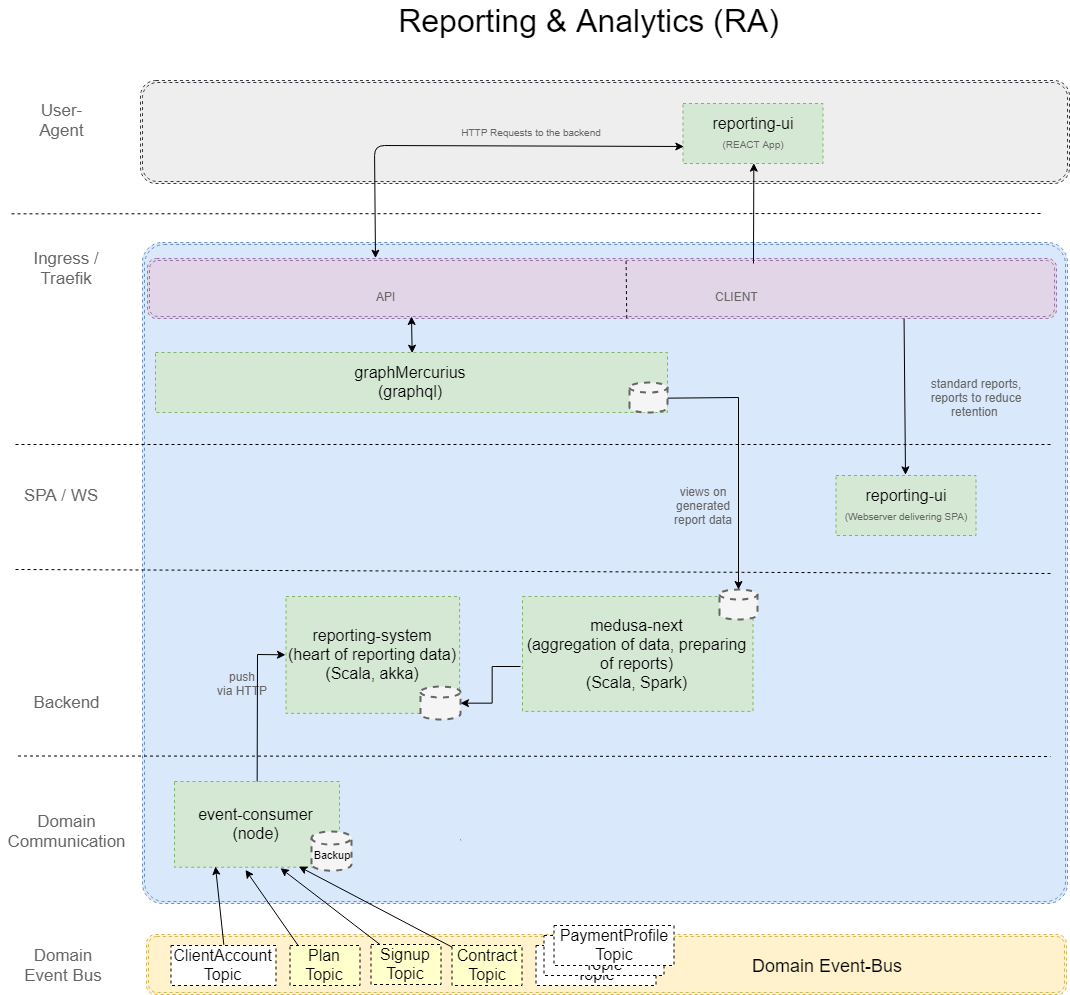 Reporting & Analytics (RA)
User-
Agent
HTTP Requests to the backend
reporting-ui
(REACT App)
Ingress /
Traefik
API
CLIENT
graphMercurius
(graphql)
standard reports,
reports to reduce
retention
SPA / WS
views on
generated
report data
reporting-ui
(Webserver delivering SPA)
Backend
push
via HTTP
reporting-system
(heart of reporting data)
(Scala, akka)
medusa-next
(aggregation of data, preparing
of reports)
(Scala, Spark)
Domain
Communication
event-consumer
(node)
Backup
Domain
Event Bus
ClientAccount
Topic
Plan
Topic
Signup
Topic
Contract
Topic
PaymentProfile
Topic
Topic
Topic
Domain Event-Bus